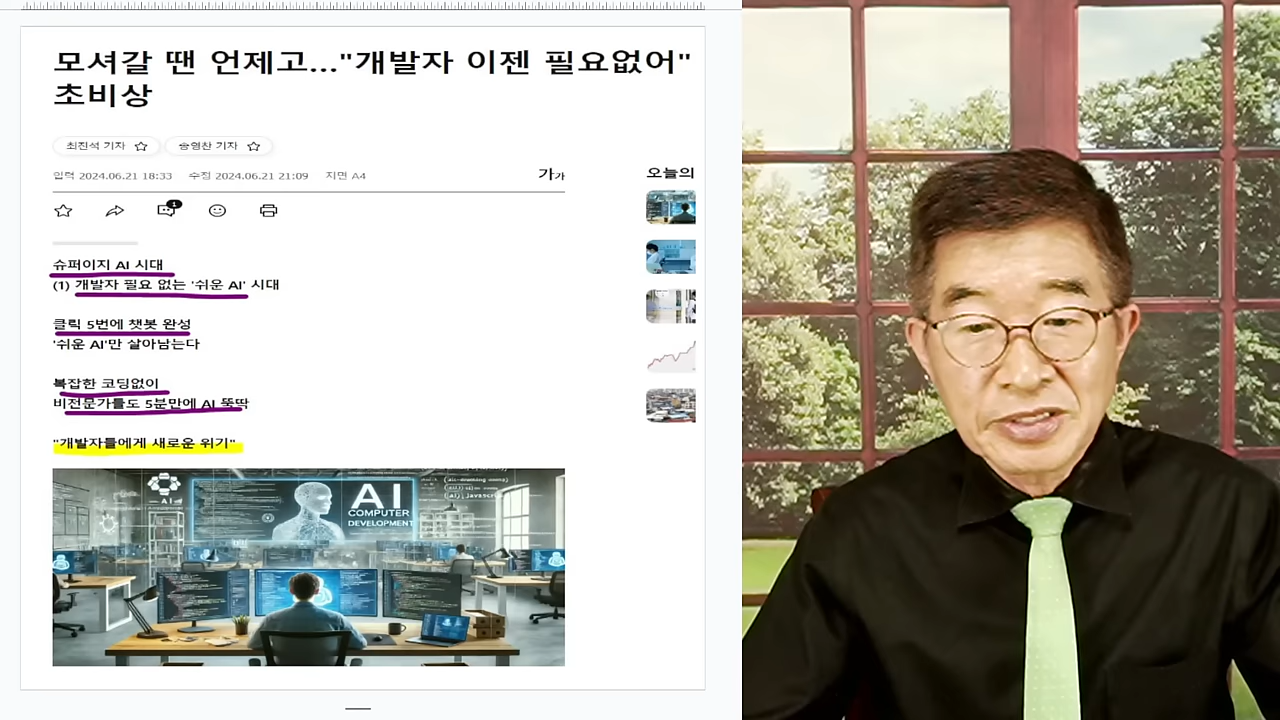 모셔갈 땐 언제고..."개발자 이젠 필요없어"
초비상
최진석 기자 송영찬 기자
입력 2024.06.21 18:33 수정 2024.06.21 21:09 지면 A4
가가
오늘의
1
슈퍼이지 AI 시대
(1) 개발자 필요 없는 '쉬운 AI' 시대
클릭 5번에 챗봇 완성
'쉬운 AI'만 살아남는다
복잡한 코딩없이
비전문가들도 5분만에 AI 뚝딱
"개발자들에게 새로운 위기"
AI
AI
COMPUTER
DEVELOPMENT